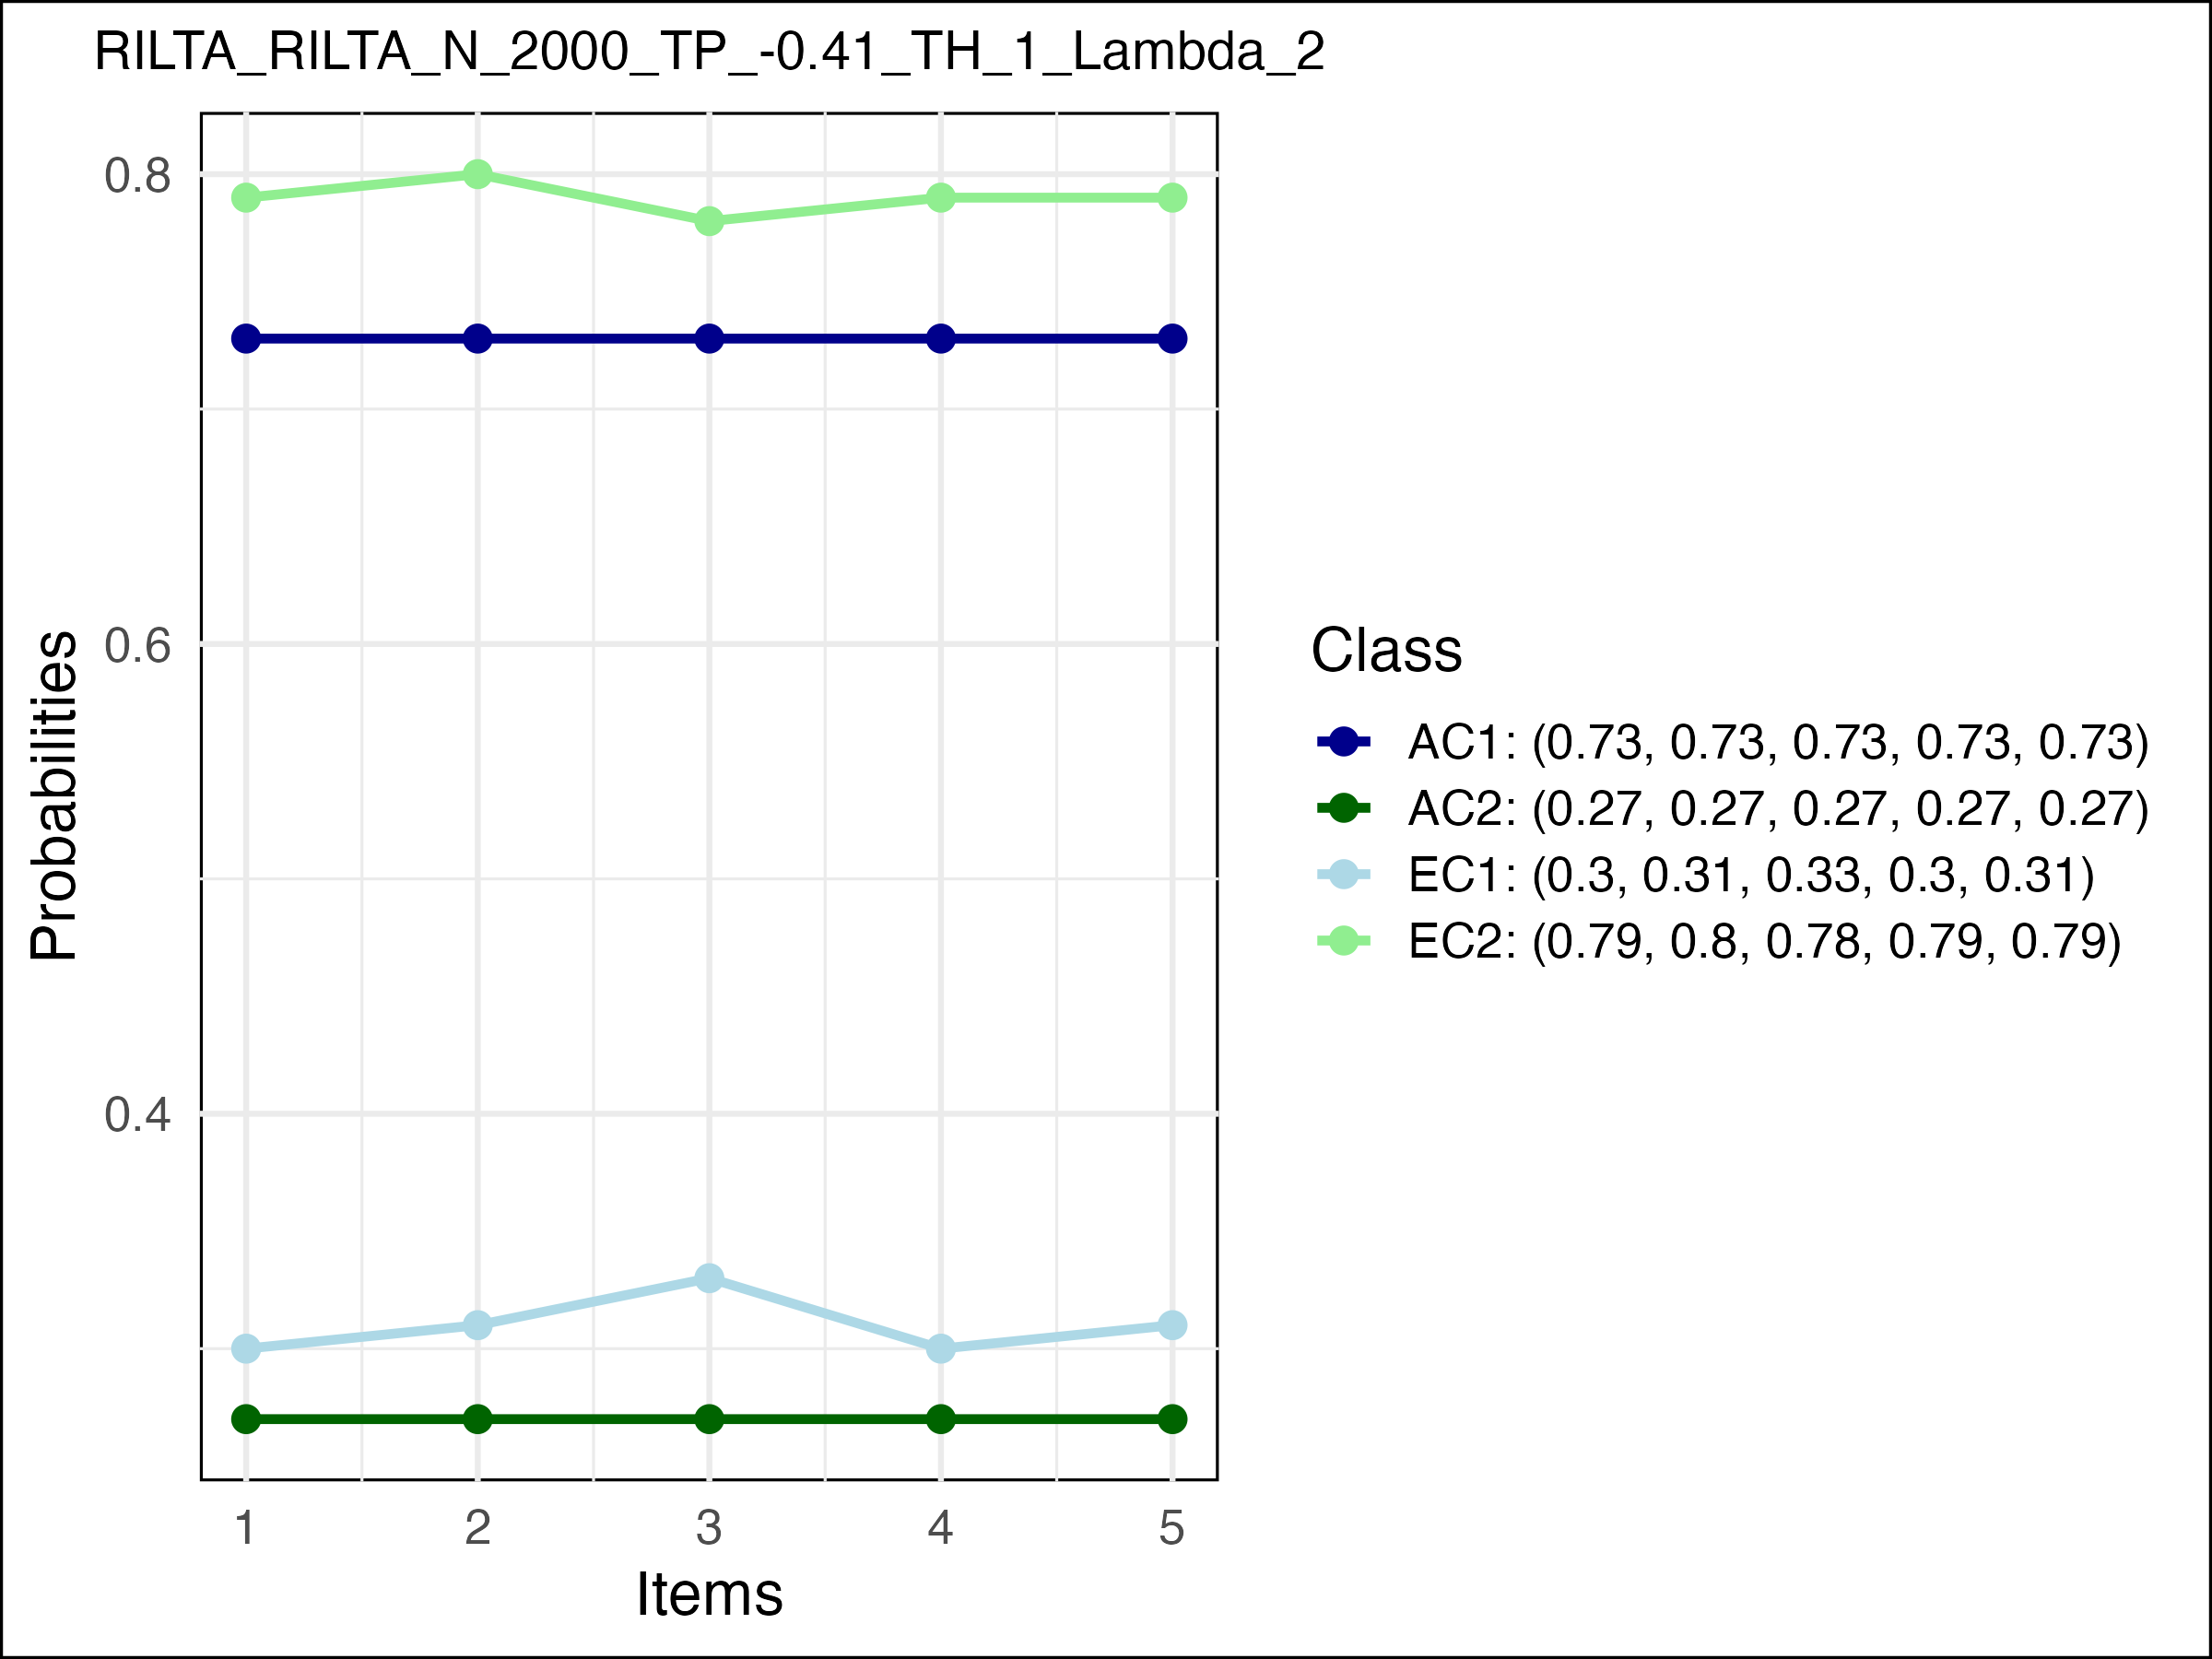 RILTA_RILTA_N_2000_TP_-0.41_TH_1_Lambda_2
0.8
0.6
0.4
Probabilities
1 2 3 4 5
Items
Class
AC1: (0.73, 0.73, 0.73, 0.73, 0.73)
AC2: (0.27, 0.27, 0.27, 0.27, 0.27)
EC1: (0.3, 0.31, 0.33, 0.3, 0.31)
EC2: (0.79, 0.8, 0.78, 0.79, 0.79)